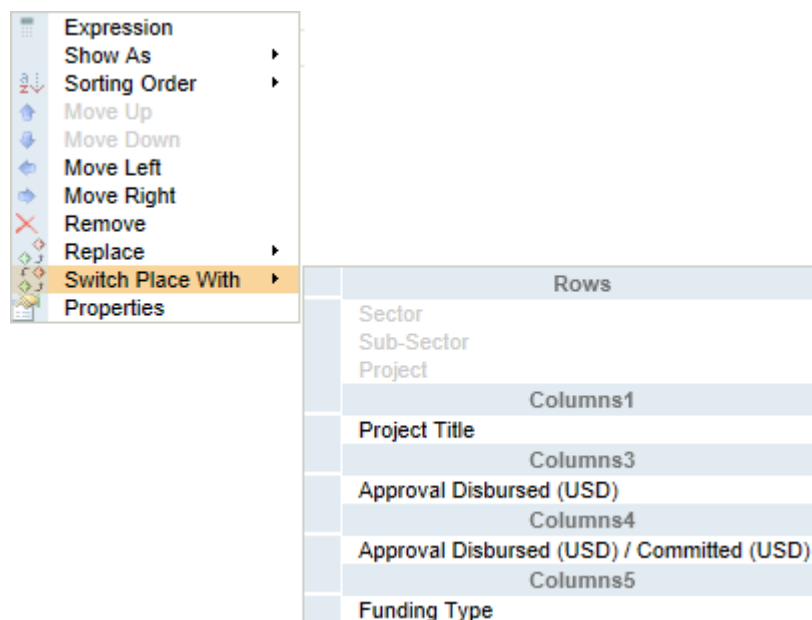 Expression
Show As
Sorting Order
Move Up
Move Down
Move Left
Move Right
Remove
Replace
Switch Place With
Properties
Rows
Sector
Sub-Sector
Project
Columns1
Project Title
Columns3
Approval Disbursed (USD)
Columns4
Approval Disbursed (USD) / Committed (USD)
Columns5
Funding Type